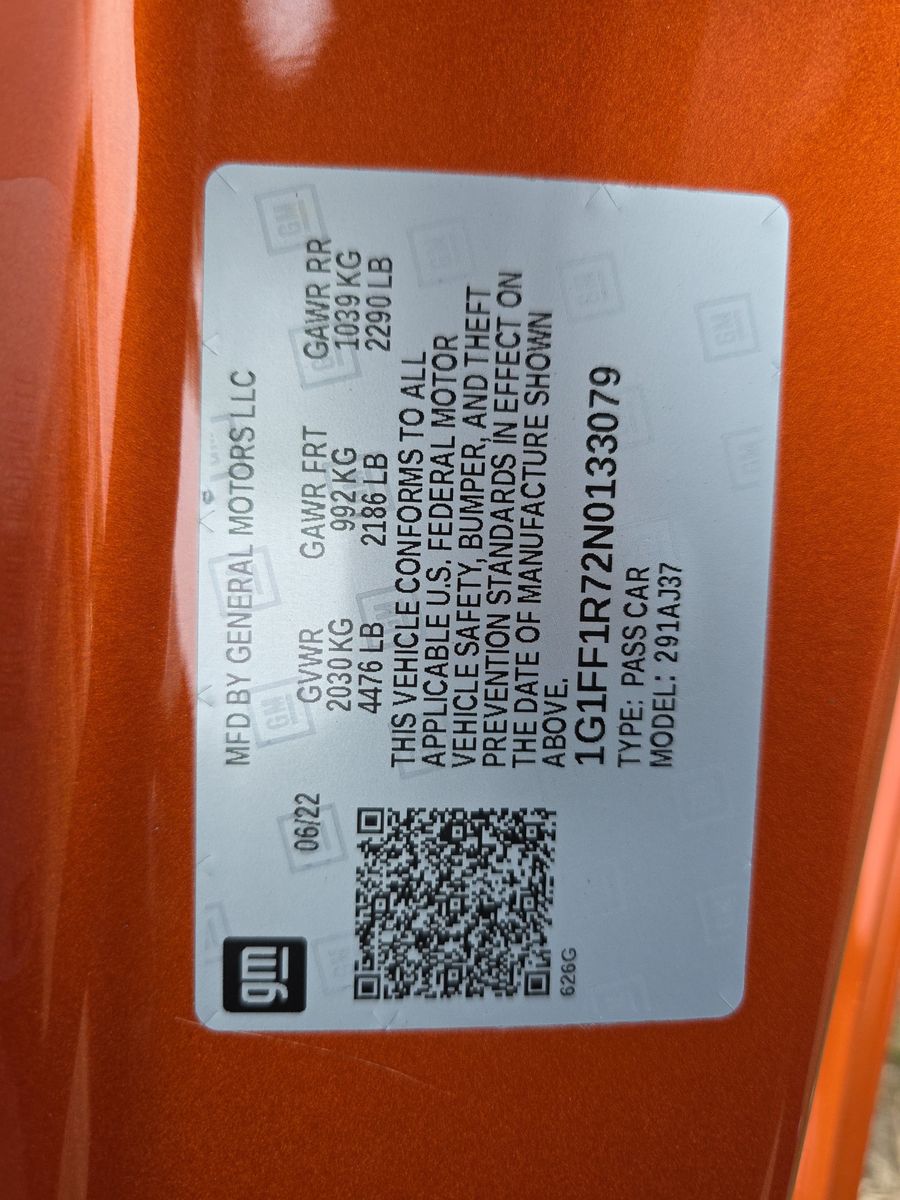 gm
MFD BY GENERAL MOTORS LLC
06/22
GVWR GAWR FRT GAWR RR
2030 KG 992 KG 1039 KG
4476 LB 2186 LB 2290 LB
THIS VEHICLE CONFORMS TO ALL
APPLICABLE U.S. FEDERAL MOTOR
VEHICLE SAFETY, BUMPER, AND THEFT
PREVENTION STANDARDS IN EFFECT ON
THE DATE OF MANUFACTURE SHOWN
ABOVE.
1G1FF1R72N0133079
626G
TYPE: PASS CAR
MODEL: 291AJ37